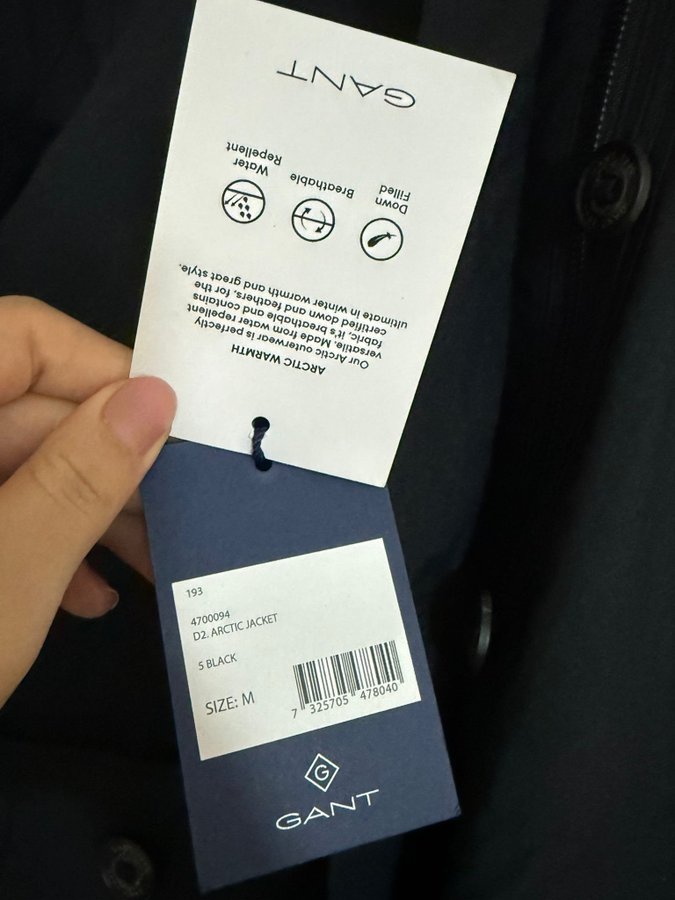 GANT
Water
Repellent
Breathable
Down
Filled
ARCTIC WARMTH
Our Arctic outerwear is perfectly
versatile. Made from water repellent
fabric, it's breathable and contains
certified down and feathers, for the
ultimate in winter warmth and great style.
193
4700094
D2. ARCTIC JACKET
5 BLACK
SIZE: M
7 325705 478040
G
GANT